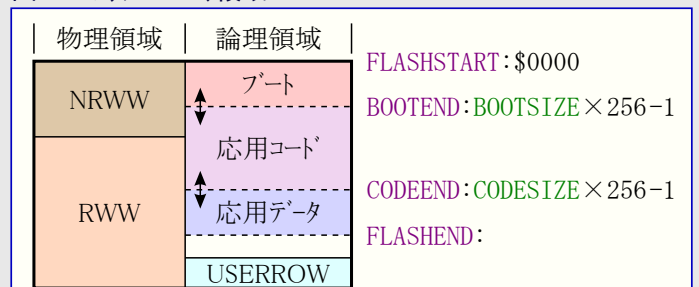 物理領域 論理領域
FLASHSTART:$0000
NRWW ブート
BOOTEND:BOOTSIZE×256-1
応用コード
CODEEND:CODESIZE×256-1
RWW 応用データ
FLASHEND:
USERROW